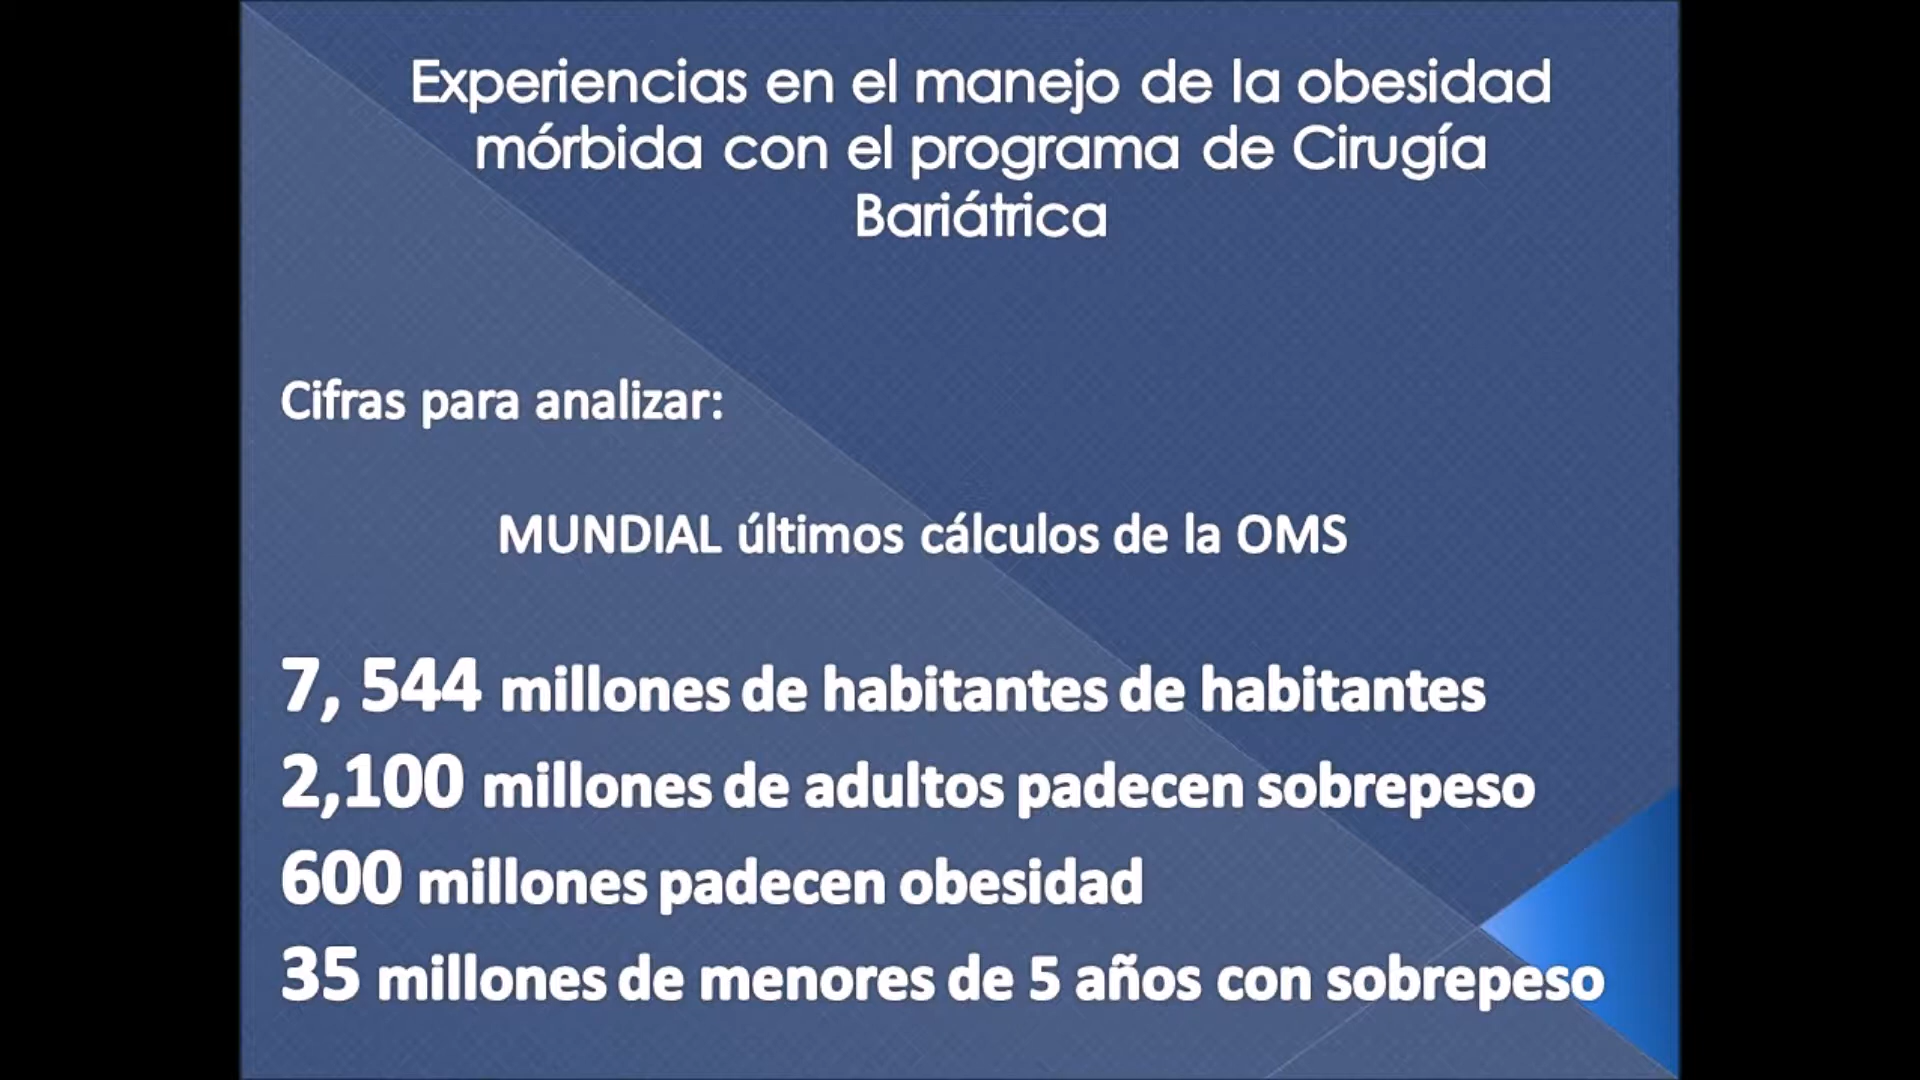 Experiencias en el manejo de la obesidad
mórbida con el programa de Cirugía
Bariátrica
Cifras para analizar:
MUNDIAL últimos cálculos de la OMS
7, 544 millones de habitantes de habitantes
2,100 millones de adultos padecen sobrepeso
600 millones padecen obesidad
35 millones de menores de 5 años con sobrepeso